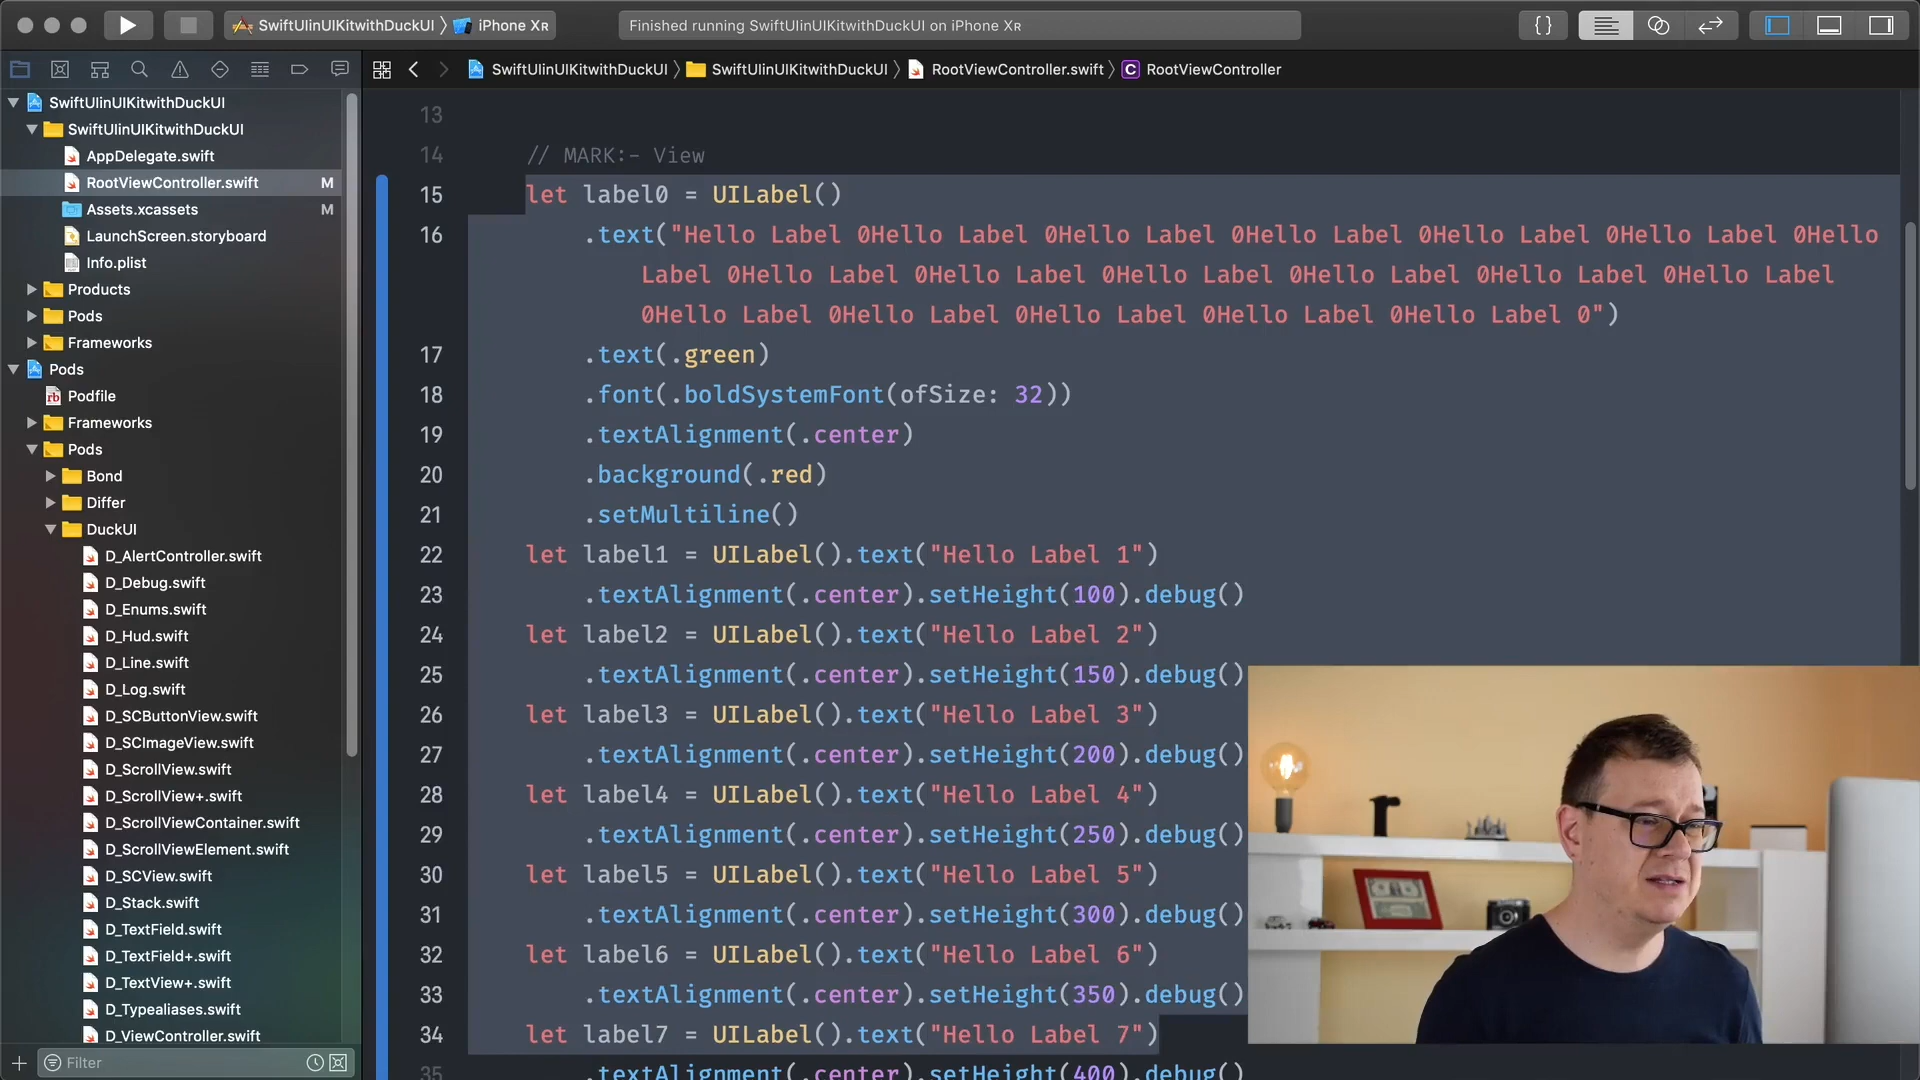 SwiftUIinUIKitwithDuckUI
iPhone XR
Finished running SwiftUIinUIKitwithDuckUI on iPhone XR
{}
SwiftUIinUIKitwithDuckUI
SwiftUIinUIKitwithDuckUI
RootViewController.swift
C
RootViewController
SwiftUIinUIKitwithDuckUI
SwiftUIinUIKitwithDuckUI
AppDelegate.swift
RootViewController.swift M
Assets.xcassets M
LaunchScreen.storyboard
Info.plist
Products
Pods
Frameworks
Pods
rb Podfile
Frameworks
Pods
Bond
Differ
DuckUI
D_AlertController.swift
D_Debug.swift
D_Enums.swift
D_Hud.swift
D_Line.swift
D_Log.swift
D_SCButtonView.swift
D_SCImageView.swift
D_ScrollView.swift
D_ScrollView+.swift
D_ScrollViewContainer.swift
D_ScrollViewElement.swift
D_SCView.swift
D_Stack.swift
D_TextField.swift
D_TextField+.swift
D_TextView+.swift
D_Typealiases.swift
D_ViewController.swift
Filter
13
14 // MARK:- View
15 let label0 = UILabel()
16 .text("Hello Label 0Hello Label 0Hello Label 0Hello Label 0Hello Label 0Hello Label 0Hello
Label 0Hello Label 0Hello Label 0Hello Label 0Hello Label 0Hello Label 0Hello Label
0Hello Label 0Hello Label 0Hello Label 0Hello Label 0Hello Label 0")
17 .text(.green)
18 .font(.boldSystemFont(ofSize: 32))
19 .textAlignment(.center)
20 .background(.red)
21 .setMultiline()
22 let label1 = UILabel().text("Hello Label 1")
23 .textAlignment(.center).setHeight(100).debug()
24 let label2 = UILabel().text("Hello Label 2")
25 .textAlignment(.center).setHeight(150).debug()
26 let label3 = UILabel().text("Hello Label 3")
27 .textAlignment(.center).setHeight(200).debug()
28 let label4 = UILabel().text("Hello Label 4")
29 .textAlignment(.center).setHeight(250).debug()
30 let label5 = UILabel().text("Hello Label 5")
31 .textAlignment(.center).setHeight(300).debug()
32 let label6 = UILabel().text("Hello Label 6")
33 .textAlignment(.center).setHeight(350).debug()
34 let label7 = UILabel().text("Hello Label 7")
35 .textAlignment(.center).setHeight(400).debug()